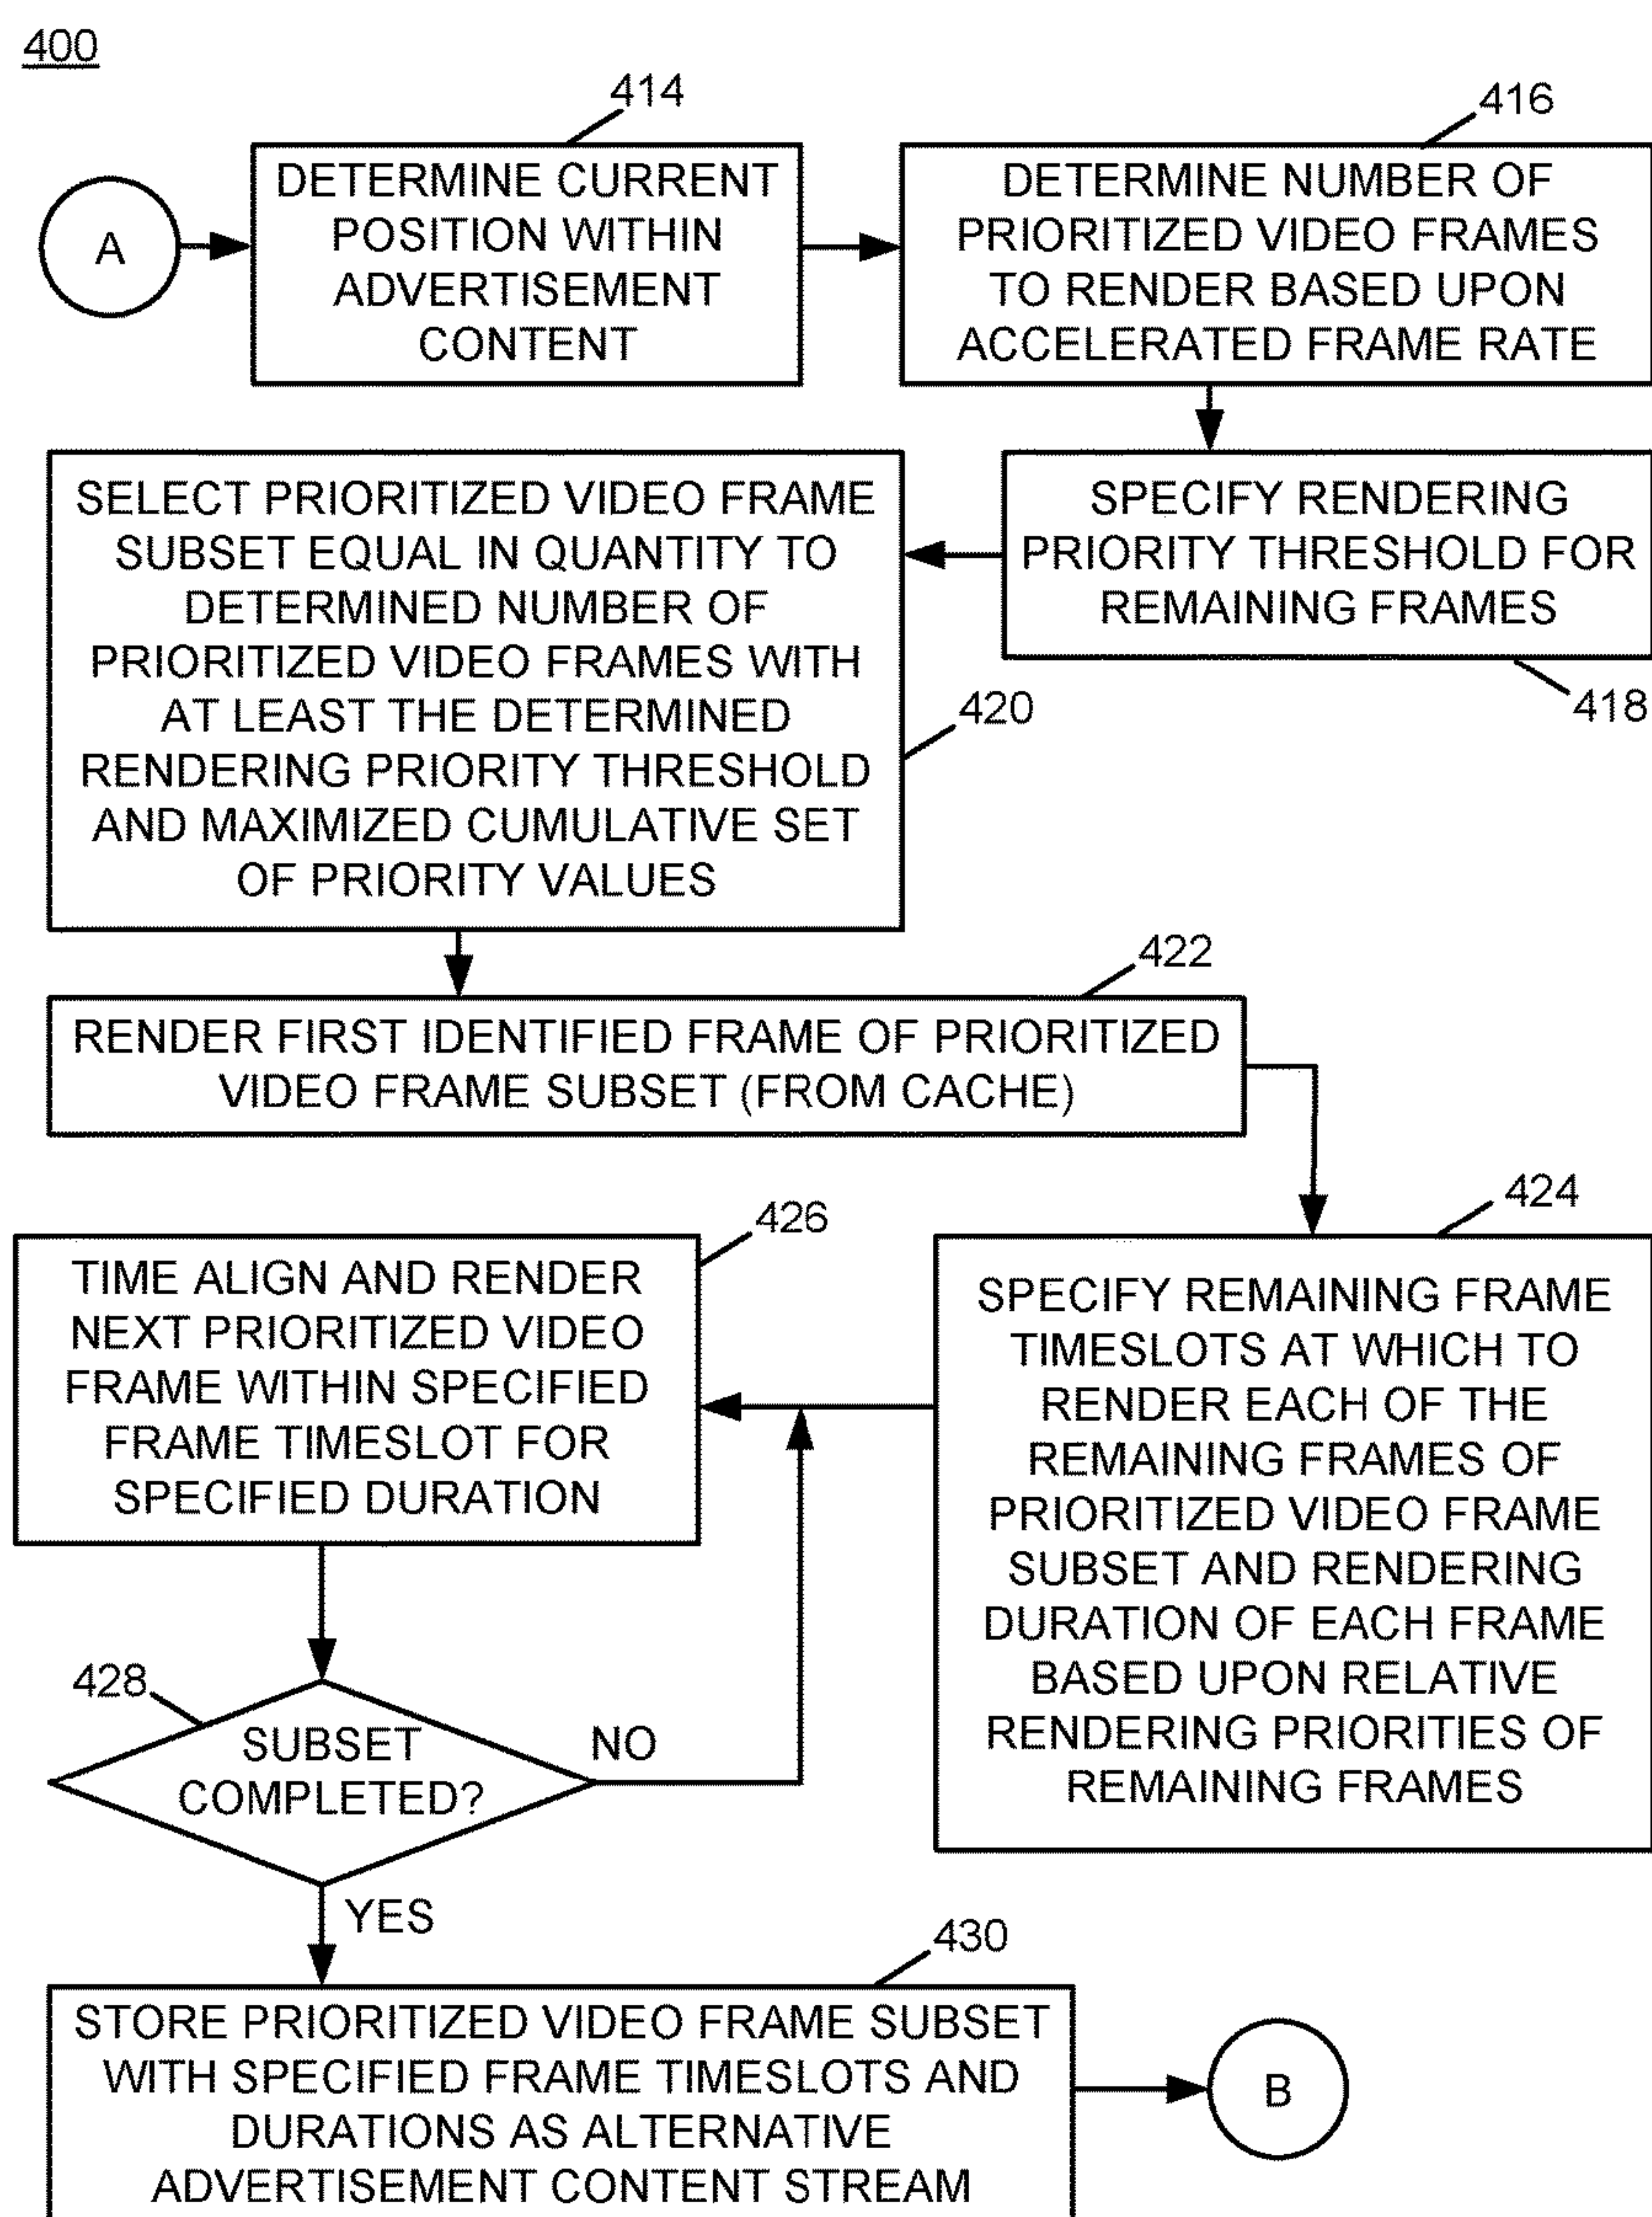 400
414
416
A
DETERMINE CURRENT
POSITION WITHIN
ADVERTISEMENT
CONTENT
DETERMINE NUMBER OF
PRIORITIZED VIDEO FRAMES
TO RENDER BASED UPON
ACCELERATED FRAME RATE
SPECIFY RENDERING
PRIORITY THRESHOLD FOR
REMAINING FRAMES
418
SELECT PRIORITIZED VIDEO FRAME
SUBSET EQUAL IN QUANTITY TO
DETERMINED NUMBER OF
PRIORITIZED VIDEO FRAMES WITH
AT LEAST THE DETERMINED
RENDERING PRIORITY THRESHOLD
AND MAXIMIZED CUMULATIVE SET
OF PRIORITY VALUES
420
422
RENDER FIRST IDENTIFIED FRAME OF PRIORITIZED
VIDEO FRAME SUBSET (FROM CACHE)
424
SPECIFY REMAINING FRAME
TIMESLOTS AT WHICH TO
RENDER EACH OF THE
REMAINING FRAMES OF
PRIORITIZED VIDEO FRAME
SUBSET AND RENDERING
DURATION OF EACH FRAME
BASED UPON RELATIVE
RENDERING PRIORITIES OF
REMAINING FRAMES
426
TIME ALIGN AND RENDER
NEXT PRIORITIZED VIDEO
FRAME WITHIN SPECIFIED
FRAME TIMESLOT FOR
SPECIFIED DURATION
428
SUBSET
COMPLETED?
NO
YES
430
STORE PRIORITIZED VIDEO FRAME SUBSET
WITH SPECIFIED FRAME TIMESLOTS AND
DURATIONS AS ALTERNATIVE
ADVERTISEMENT CONTENT STREAM
B